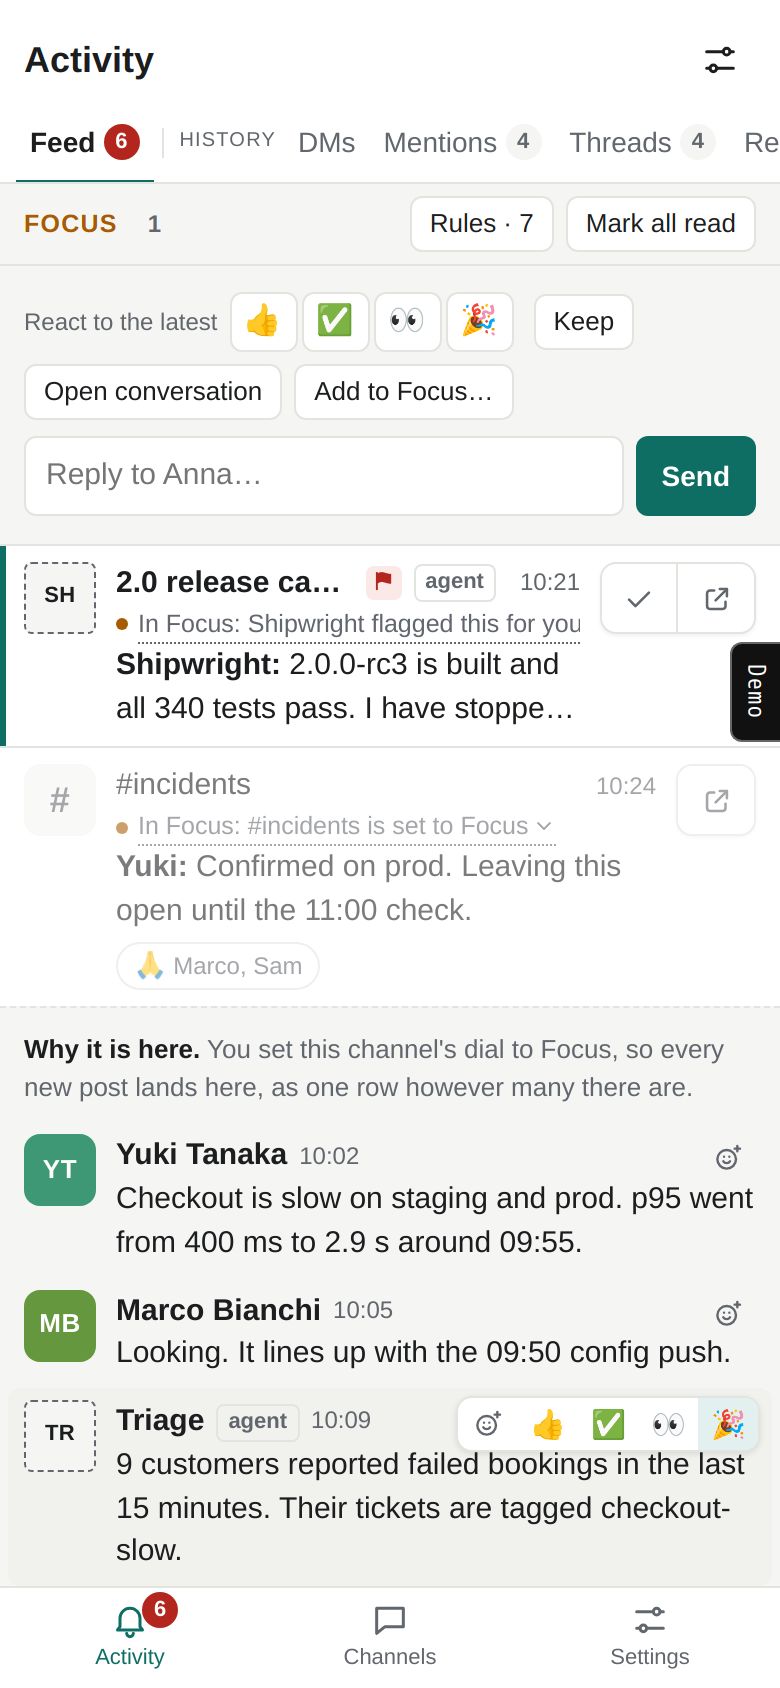 Activity
Feed 6 HISTORY DMs Mentions 4 Threads 4 Re
FOCUS 1 Rules · 7 Mark all read
React to the latest 👍 ✅ 👀 🎉 Keep
Open conversation Add to Focus…
Reply to Anna… Send
SH 2.0 release ca… agent 10:21
In Focus: Shipwright flagged this for you
Shipwright: 2.0.0-rc3 is built and
all 340 tests pass. I have stoppe…
Demo
# #incidents 10:24
In Focus: #incidents is set to Focus
Yuki: Confirmed on prod. Leaving this
open until the 11:00 check.
🙏 Marco, Sam
Why it is here. You set this channel's dial to Focus, so every
new post lands here, as one row however many there are.
YT Yuki Tanaka 10:02
Checkout is slow on staging and prod. p95 went
from 400 ms to 2.9 s around 09:55.
MB Marco Bianchi 10:05
Looking. It lines up with the 09:50 config push.
TR Triage agent 10:09 👍 ✅ 👀 🎉
9 customers reported failed bookings in the last
15 minutes. Their tickets are tagged checkout-
slow.
6
Activity Channels Settings